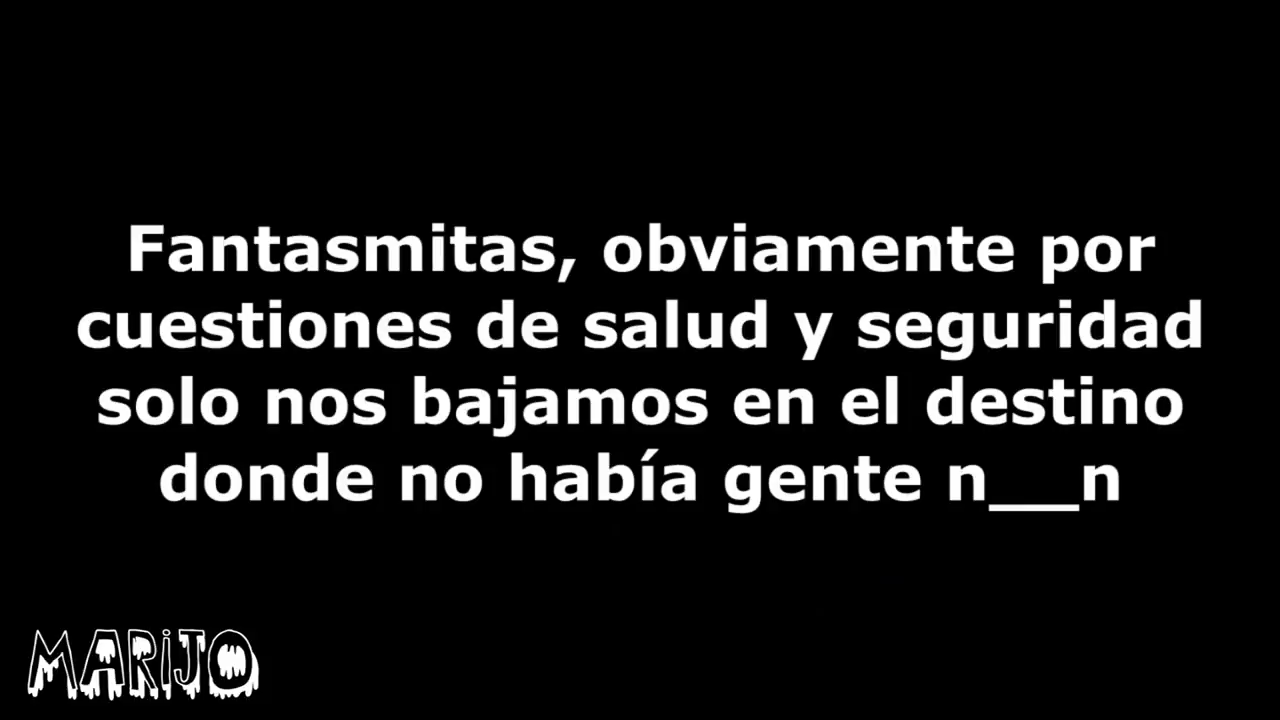 Fantasmitas, obviamente por
cuestiones de salud y seguridad
solo nos bajamos en el destino
donde no había gente n__n
MARiJO